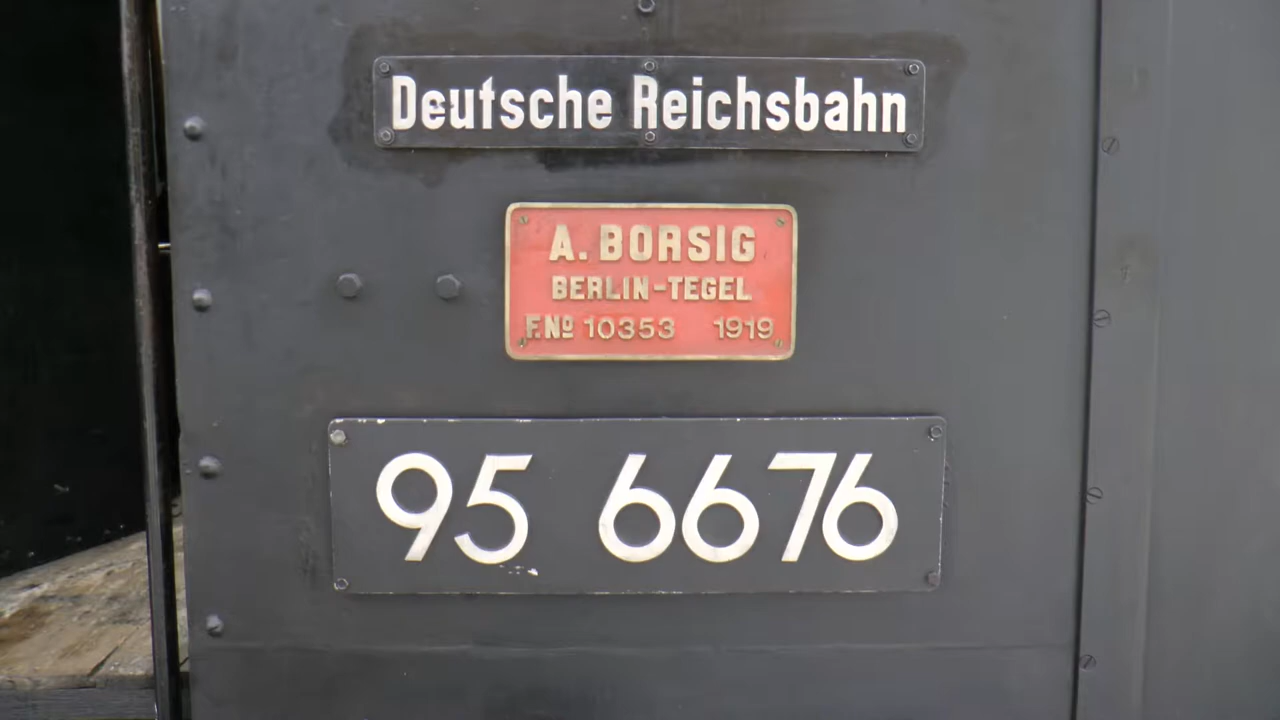 Deutsche Reichsbahn
A. BORSIG
BERLIN-TEGEL
F.Nº 10353 1919
95 6676